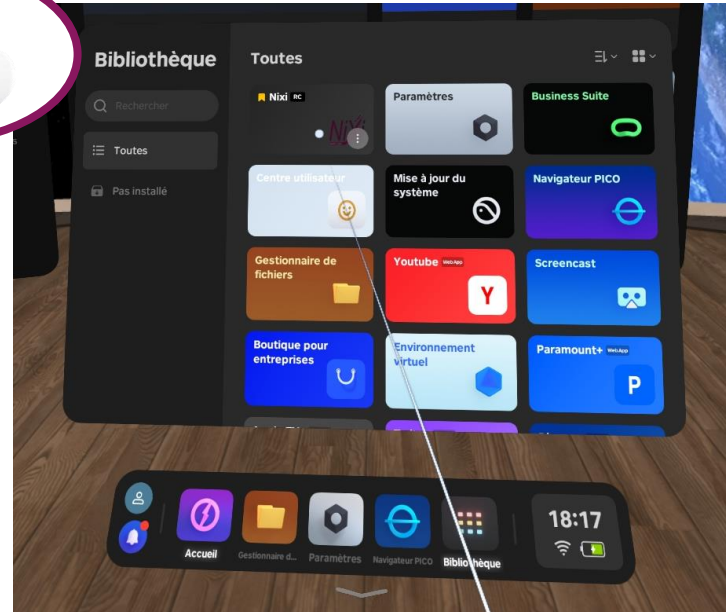 Bibliothèque
Rechercher
Toutes
Pas installé
Toutes
Nixi RC
NiXi
Paramètres
Business Suite
Centre utilisateur
Mise à jour du
système
Navigateur PICO
Gestionnaire de
fichiers
Youtube WebApp
Y
Screencast
Boutique pour
entreprises
Environnement
virtuel
Paramount+ WebApp
P
Accueil
Gestionnaire d...
Paramètres
Navigateur PICO
Bibliothèque
18:17